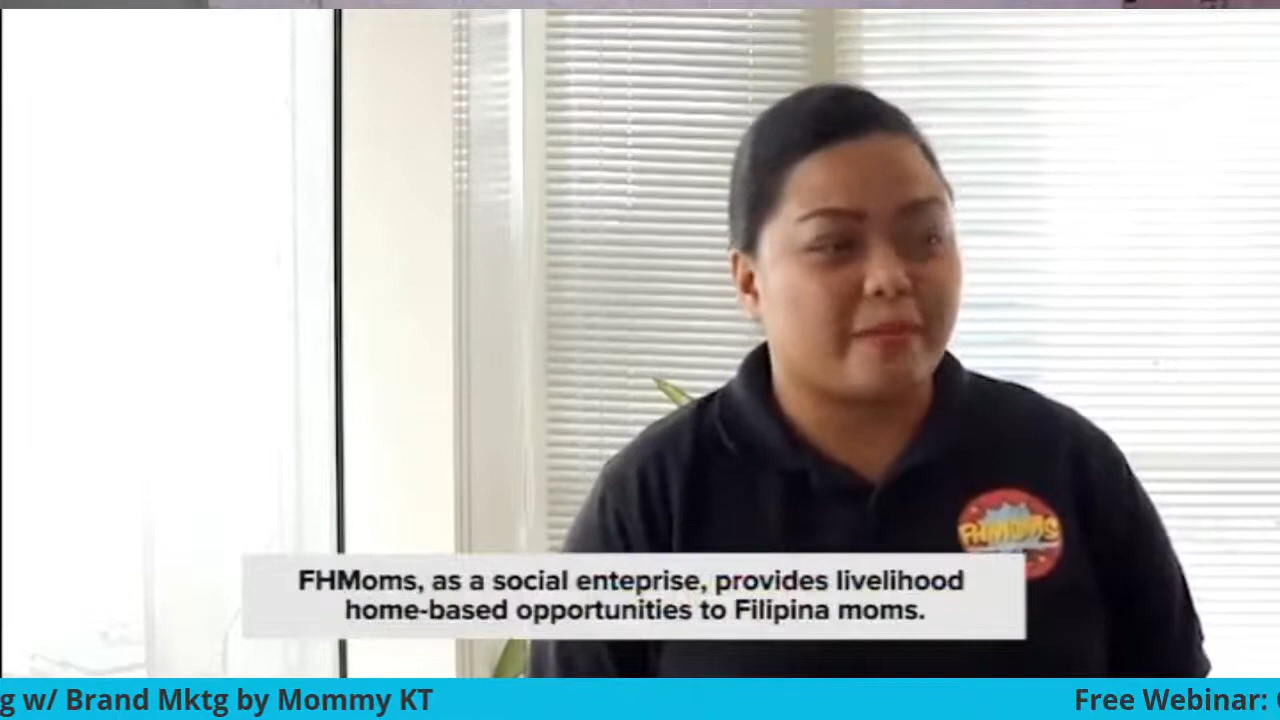 FHMOMS
FHMoms, as a social enteprise, provides livelihood
home-based opportunities to Filipina moms.
g w/ Brand Mktg by Mommy KT
Free Webinar: